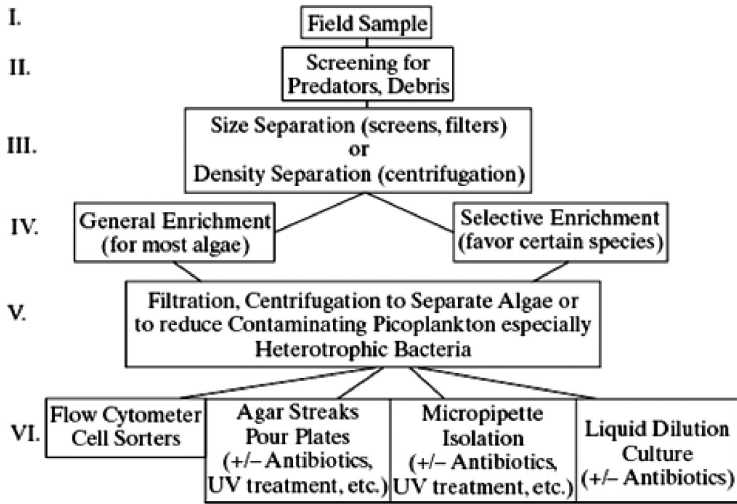 I.
Field Sample
II.
Screening for
Predators, Debris
III.
Size Separation (screens, filters)
or
Density Separation (centrifugation)
IV.
General Enrichment
(for most algae)
Selective Enrichment
(favor certain species)
V.
Filtration, Centrifugation to Separate Algae or
to reduce Contaminating Picoplankton especially
Heterotrophic Bacteria
VI.
Flow Cytometer
Cell Sorters
Agar Streaks
Pour Plates
(+/– Antibiotics,
UV treatment, etc.)
Micropipette
Isolation
(+/– Antibiotics,
UV treatment, etc.)
Liquid Dilution
Culture
(+/– Antibiotics)